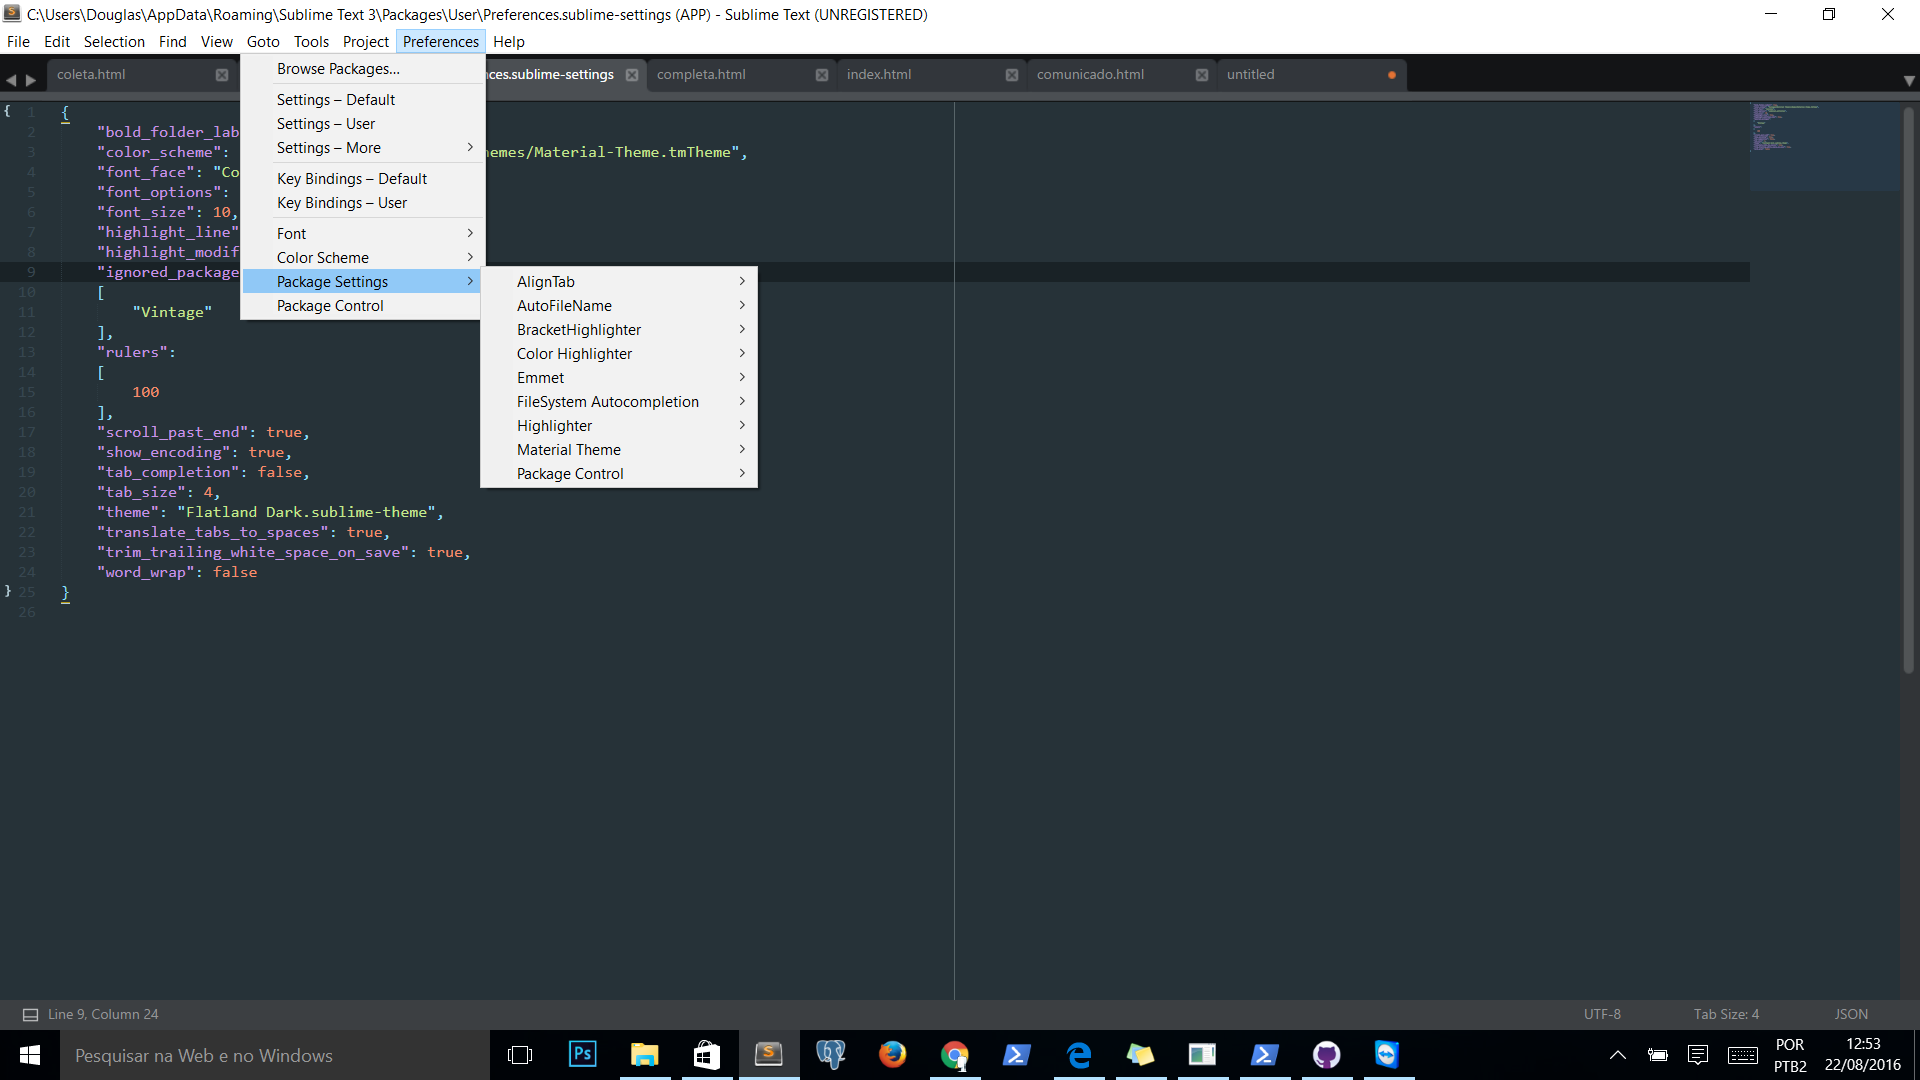 C:\Users\Douglas\AppData\Roaming\Sublime Text 3\Packages\User\Preferences.sublime-settings (APP) - Sublime Text (UNREGISTERED)
File Edit Selection Find View Goto Tools Project Preferences Help
coleta.html nces.sublime-settings completa.html index.html comunicado.html untitled
Browse Packages...
Settings – Default
Settings – User
Settings – More
Key Bindings – Default
Key Bindings – User
Font
Color Scheme
Package Settings
Package Control
AlignTab
AutoFileName
BracketHighlighter
Color Highlighter
Emmet
FileSystem Autocompletion
Highlighter
Material Theme
Package Control
{ 1 {
2 "bold_folder_lab
3 "color_scheme": hemes/Material-Theme.tmTheme",
4 "font_face": "Co
5 "font_options":
6 "font_size": 10,
7 "highlight_line"
8 "highlight_modif
9 "ignored_package
10 [
11 "Vintage"
12 ],
13 "rulers":
14 [
15 100
16 ],
17 "scroll_past_end": true,
18 "show_encoding": true,
19 "tab_completion": false,
20 "tab_size": 4,
21 "theme": "Flatland Dark.sublime-theme",
22 "translate_tabs_to_spaces": true,
23 "trim_trailing_white_space_on_save": true,
24 "word_wrap": false
} 25 }
26
Line 9, Column 24 UTF-8 Tab Size: 4 JSON
Pesquisar na Web e no Windows
Ps
POR
PTB2
12:53
22/08/2016